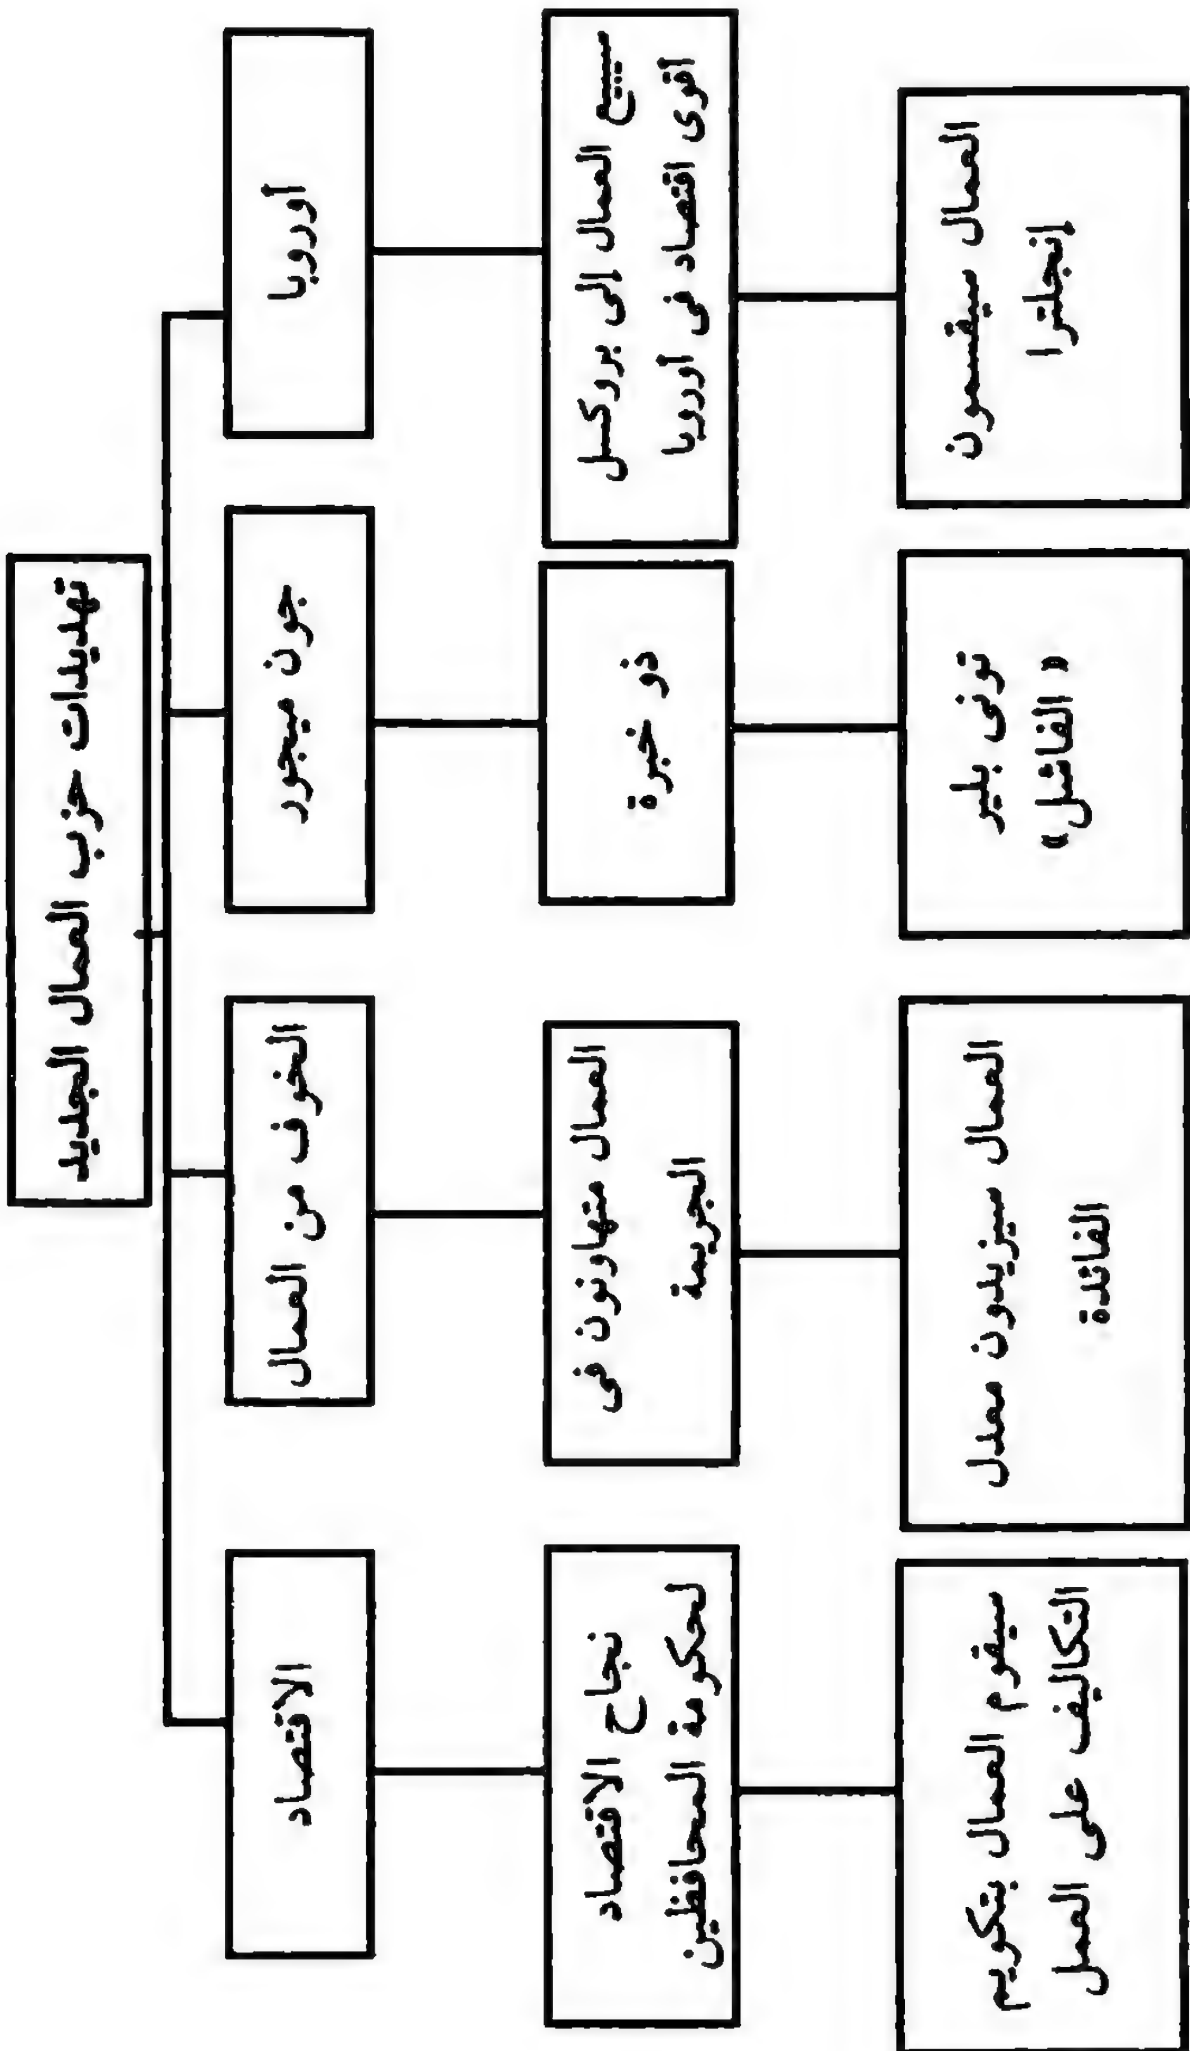 تهديدات حزب العمال الجديد
أوروبا
جون ميجور
الخوف من العمال
الاقتصاد
سيبيع العمال إلى بروكسل
أقوى اقتصاد فى أوروبا
ذو خبرة
العمال متهاونون فى
الجريمة
نجاح الاقتصاد
لحكومة المحافظين
العمال سيقسمون
إنجلترا
تونى بلير
« الفاشل »
العمال سيزيدون معدل
الفائدة
سيقوم العمال بتكويم
التكاليف على العمل